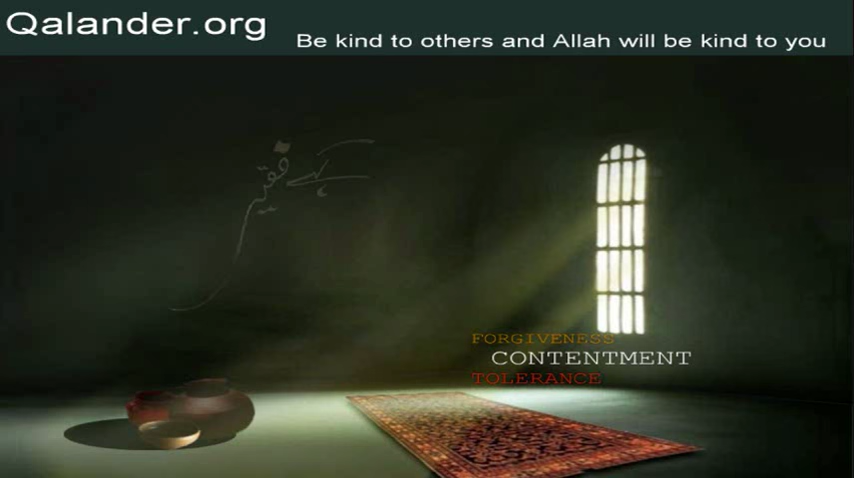 Qalander.org
Be kind to others and Allah will be kind to you
فقیر
FORGIVENESS
CONTENTMENT
TOLERANCE